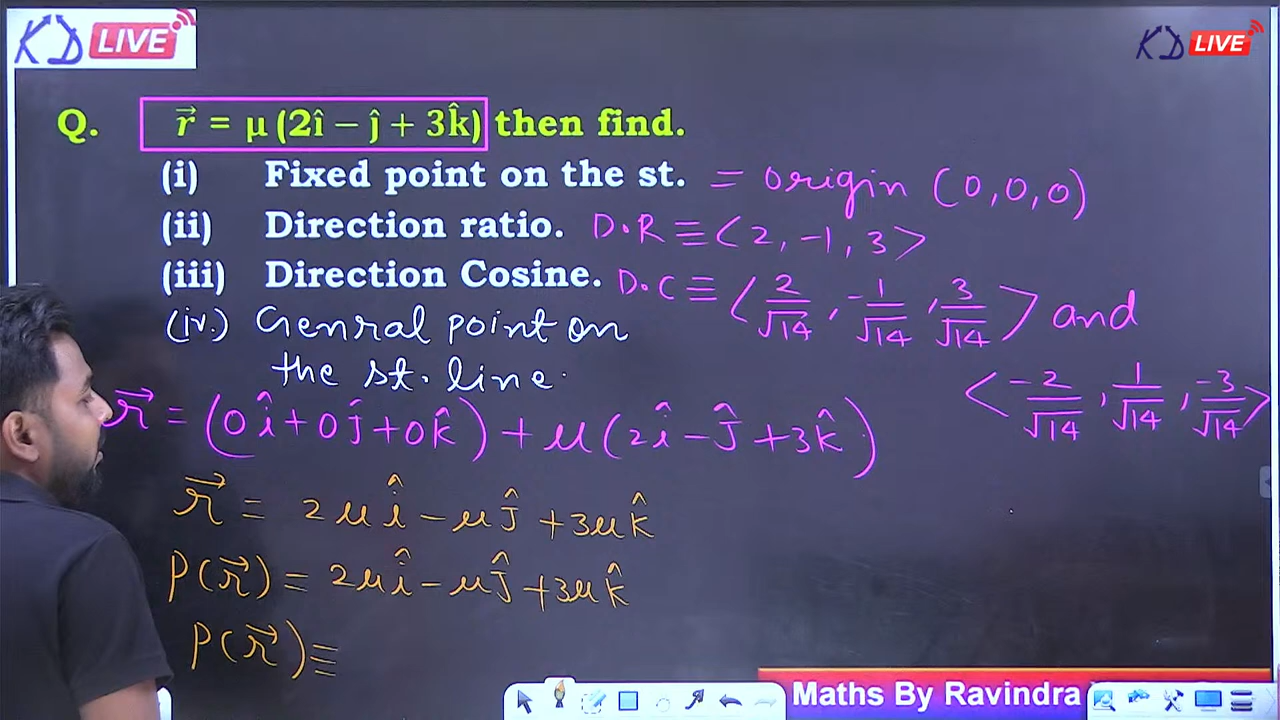 KD LIVE
KD LIVE
Q. r⃗ = μ (2î − ĵ + 3k̂) then find.
(i) Fixed point on the st. = origin (0,0,0)
(ii) Direction ratio. D.R ≡ <2, -1, 3>
(iii) Direction Cosine. D.C ≡ <2/√14, -1/√14, 3/√14> and
<-2/√14, 1/√14, -3/√14>
(iv.) Genral point on
the st. line.
r⃗ = (0î+0ĵ+0k̂) + μ(2î-ĵ+3k̂)
r⃗ = 2μî-μĵ+3μk̂
P(r⃗) = 2μî-μĵ+3μk̂
P(r⃗) ≡
Maths By Ravindra